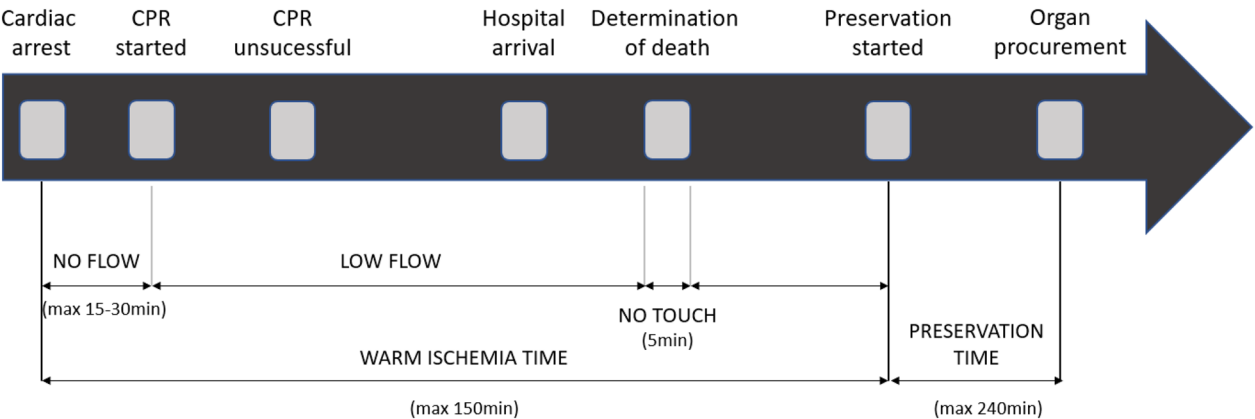 Cardiac
arrest
CPR
started
CPR
unsucessful
Hospital
arrival
Determination
of death
Preservation
started
Organ
procurement
NO FLOW
(max 15-30min)
LOW FLOW
NO TOUCH
(5min)
WARM ISCHEMIA TIME
(max 150min)
PRESERVATION
TIME
(max 240min)